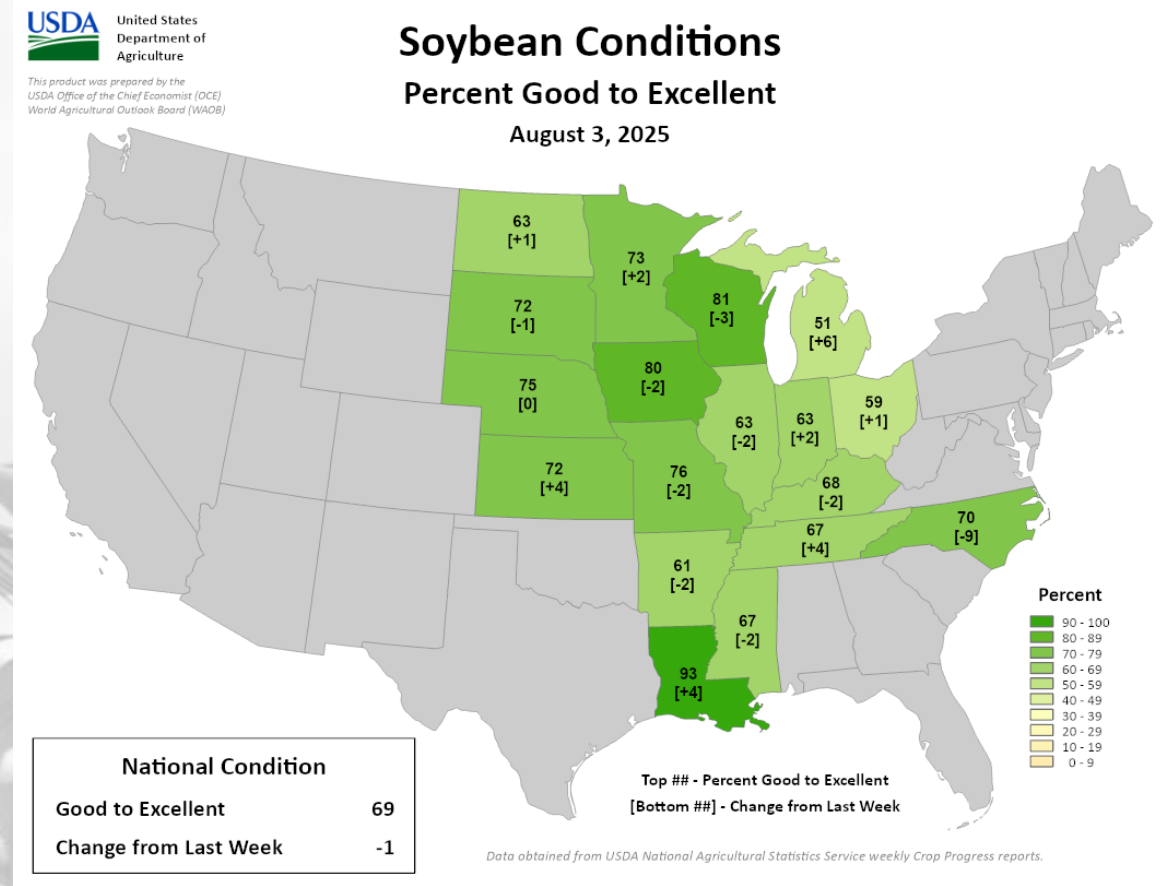 USDA
United States
Department of
Agriculture
This product was prepared by the
USDA Office of the Chief Economist (OCE)
World Agricultural Outlook Board (WAOB)
Soybean Conditions
Percent Good to Excellent
August 3, 2025
63
[+1]
73
[+2]
72
[-1]
81
[-3]
51
[+6]
80
[-2]
75
[0]
59
[+1]
63
[-2]
63
[+2]
72
[+4]
76
[-2]
68
[-2]
67
[+4]
70
[-9]
61
[-2]
67
[-2]
93
[+4]
Percent
90 - 100
80 - 89
70 - 79
60 - 69
50 - 59
40 - 49
30 - 39
20 - 29
10 - 19
0 - 9
National Condition
Good to Excellent 69
Change from Last Week -1
Top ## - Percent Good to Excellent
[Bottom ##] - Change from Last Week
Data obtained from USDA National Agricultural Statistics Service weekly Crop Progress reports.